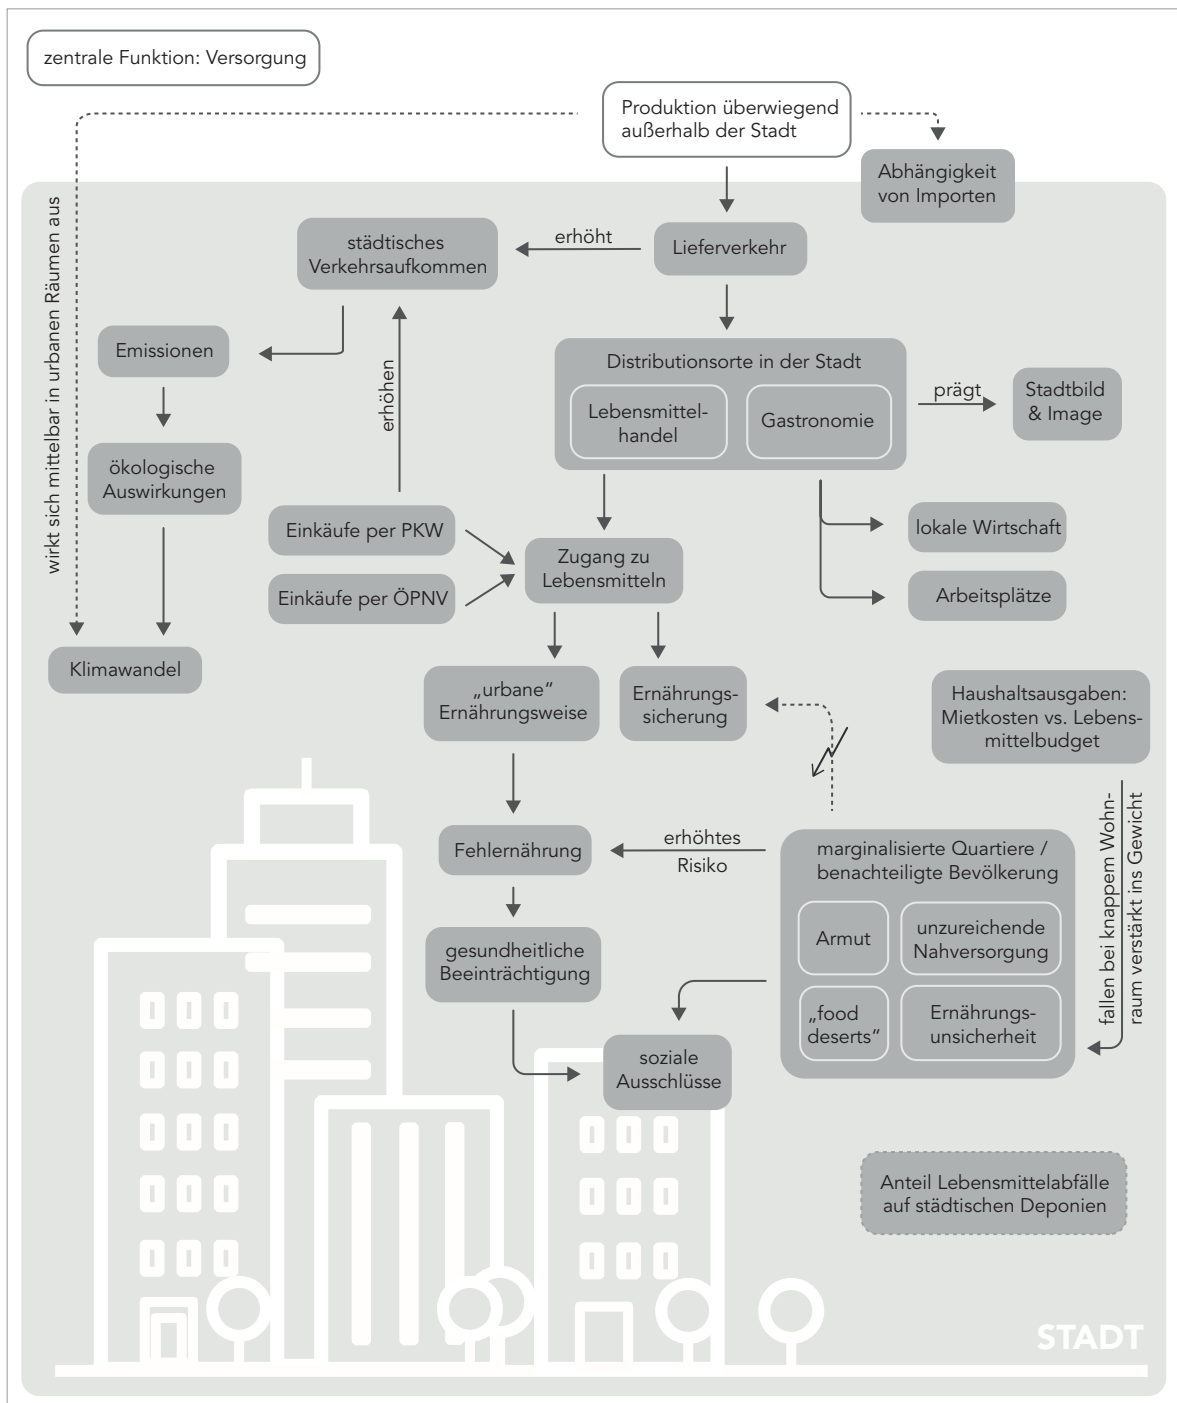 zentrale Funktion: Versorgung
Produktion überwiegend
außerhalb der Stadt
Abhängigkeit
von Importen
wirkt sich mittelbar in urbanen Räumen aus
städtisches
Verkehrsaufkommen
erhöht
Lieferverkehr
Emissionen
erhöhen
Distributionsorte in der Stadt
Lebensmittel-
handel
Gastronomie
prägt
Stadtbild
& Image
ökologische
Auswirkungen
Einkäufe per PKW
Einkäufe per ÖPNV
Zugang zu
Lebensmitteln
lokale Wirtschaft
Arbeitsplätze
Klimawandel
„urbane“
Ernährungsweise
Ernährungs-
sicherung
Haushaltsausgaben:
Mietkosten vs. Lebens-
mittelbudget
fallen bei knappem Wohn-
raum verstärkt ins Gewicht
Fehlernährung
erhöhtes
Risiko
marginalisierte Quartiere /
benachteiligte Bevölkerung
Armut
unzureichende
Nahversorgung
„food
deserts“
Ernährungs-
unsicherheit
gesundheitliche
Beeinträchtigung
soziale
Ausschlüsse
Anteil Lebensmittelabfälle
auf städtischen Deponien
STADT